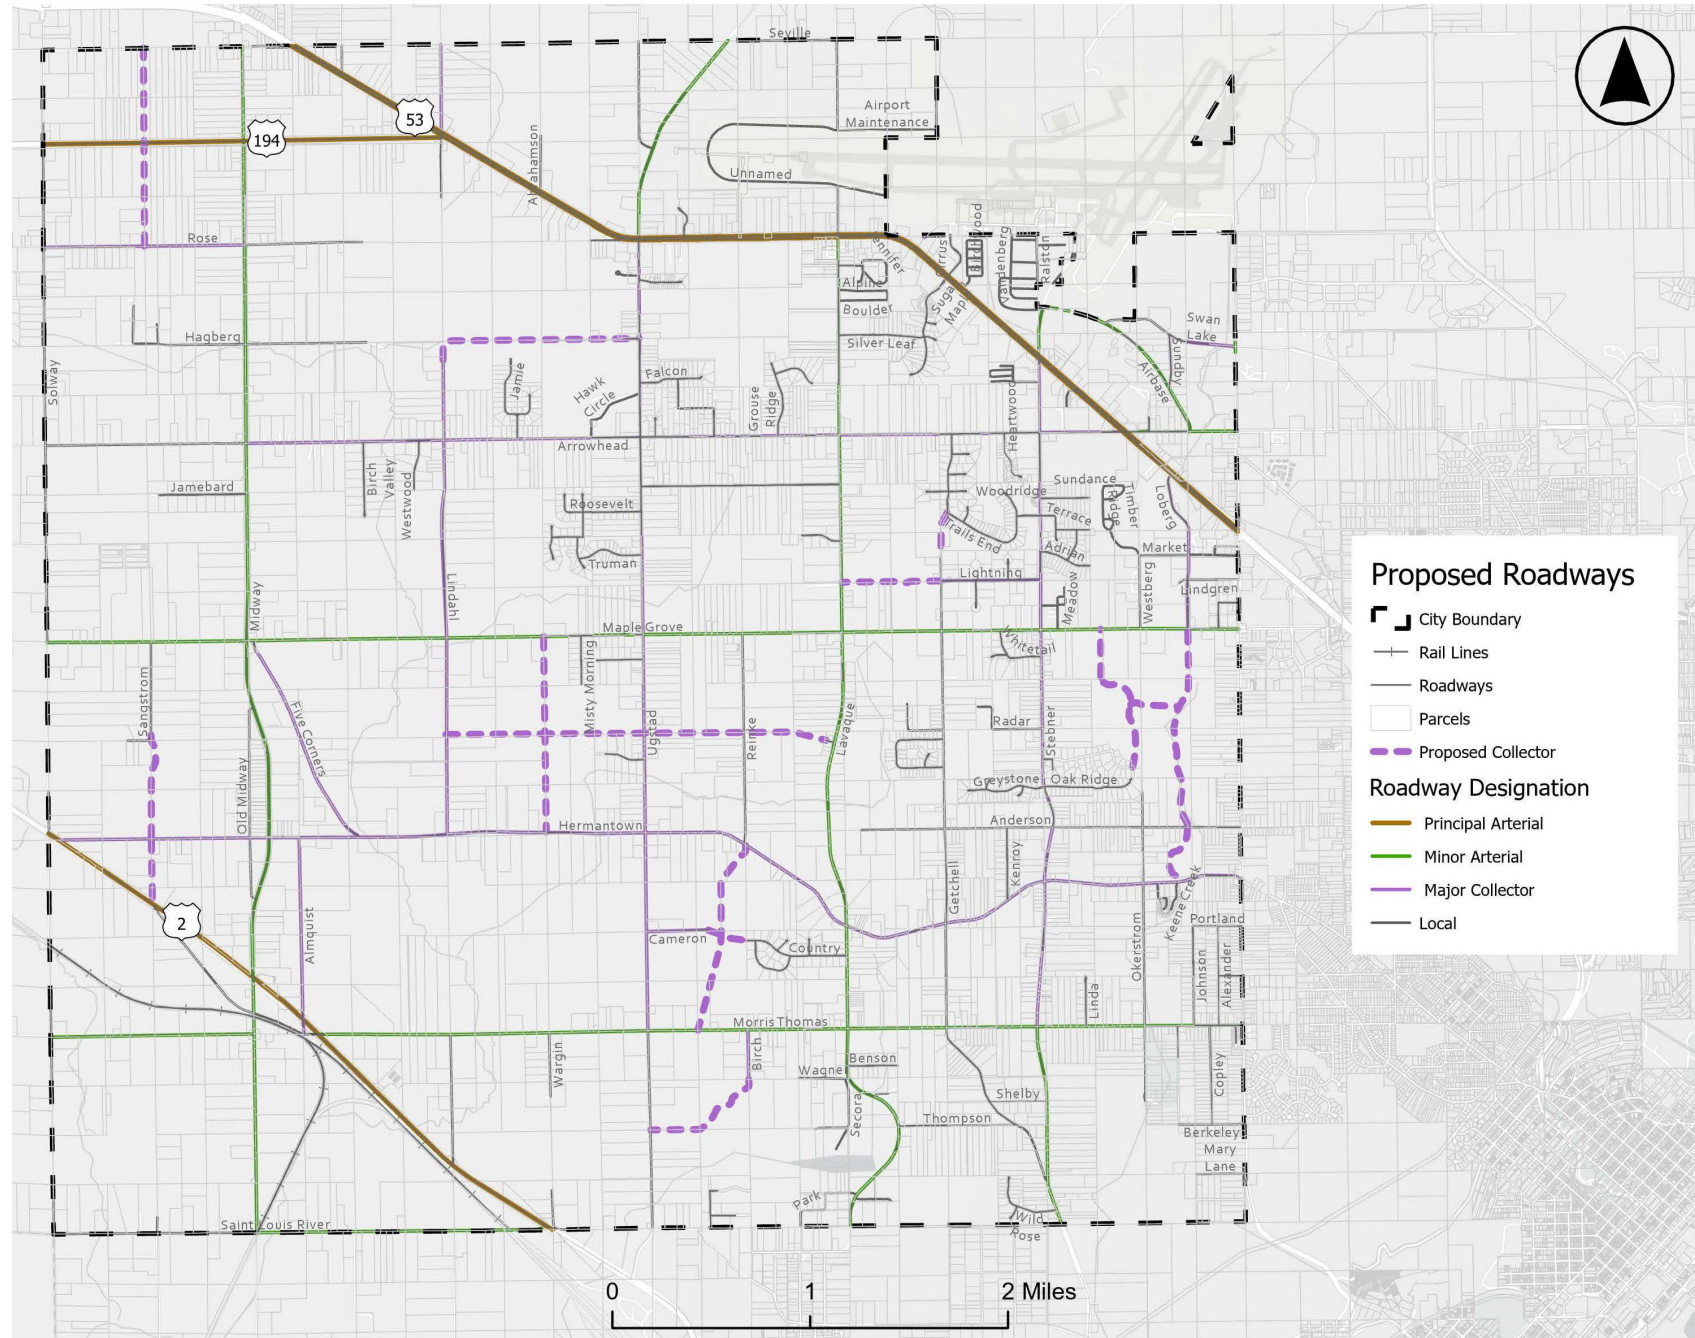 Seville
Airport
Maintenance
53
194
Unnamed
Rose
Birchwood
Vandenberg
Ralston
Cirrus
Alpine
Boulder
Sugar
Maple
Silver Leaf
Swan
Lake
Hagberg
Solway
Jamie
Hawk
Circle
Falcon
Grouse
Ridge
Heartwood
Airbase
Arrowhead
Birch
Valley
Westwood
Jamebard
Roosevelt
Truman
Woodridge
Sundance
Timber
Ridge
Loberg
Terrace
Trails End
Adrian
Market
Lightning
Meadow
Westberg
Lindgren
Midway
Lindahl
Maple Grove
Whitetail
Sangstrom
Five Corners
Misty Morning
Ugstad
Reinke
Lavaque
Radar
Stebner
Old Midway
Greystone
Oak Ridge
Hermantown
Anderson
Getchell
Kenroy
Keene Creek
2
Almquist
Cameron
Country
Okerstrom
Portland
Johnson
Alexander
Linda
Morris Thomas
Wargin
Birch
Benson
Secora
Shelby
Thompson
Copley
Berkeley
Mary
Lane
Park
Wild
Rose
Saint Louis River
0 1 2 Miles
Proposed Roadways
City Boundary
Rail Lines
Roadways
Parcels
Proposed Collector
Roadway Designation
Principal Arterial
Minor Arterial
Major Collector
Local